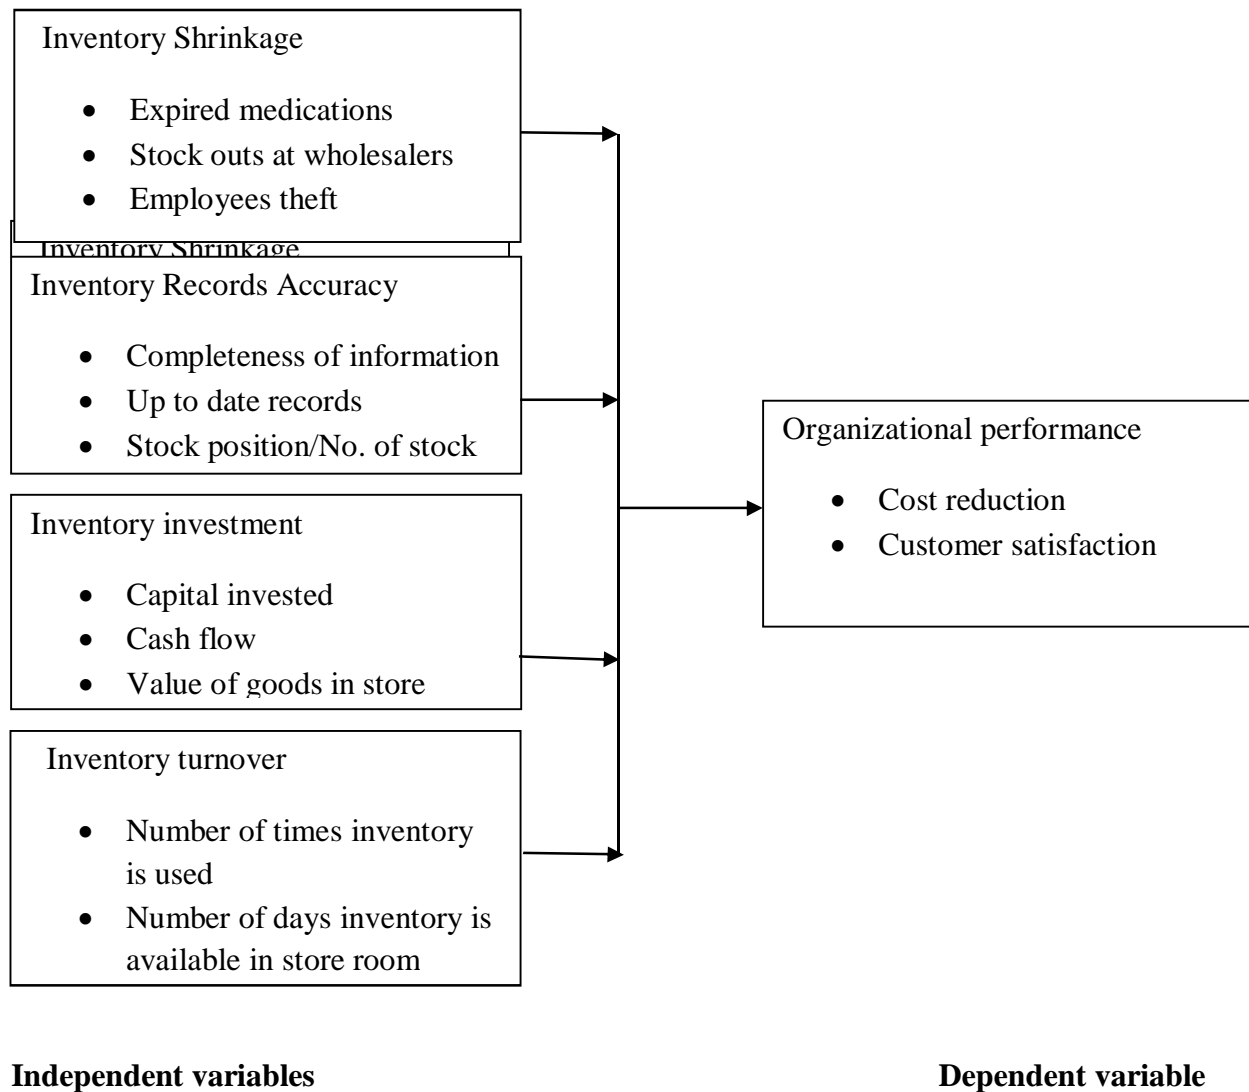 Inventory Shrinkage
• Expired medications
• Stock outs at wholesalers
• Employees theft
Inventory Shrinkage
Inventory Records Accuracy
• Completeness of information
• Up to date records
• Stock position/No. of stock
Inventory investment
• Capital invested
• Cash flow
• Value of goods in store
Inventory turnover
• Number of times inventory
is used
• Number of days inventory is
available in store room
Organizational performance
• Cost reduction
• Customer satisfaction
Independent variables
Dependent variable